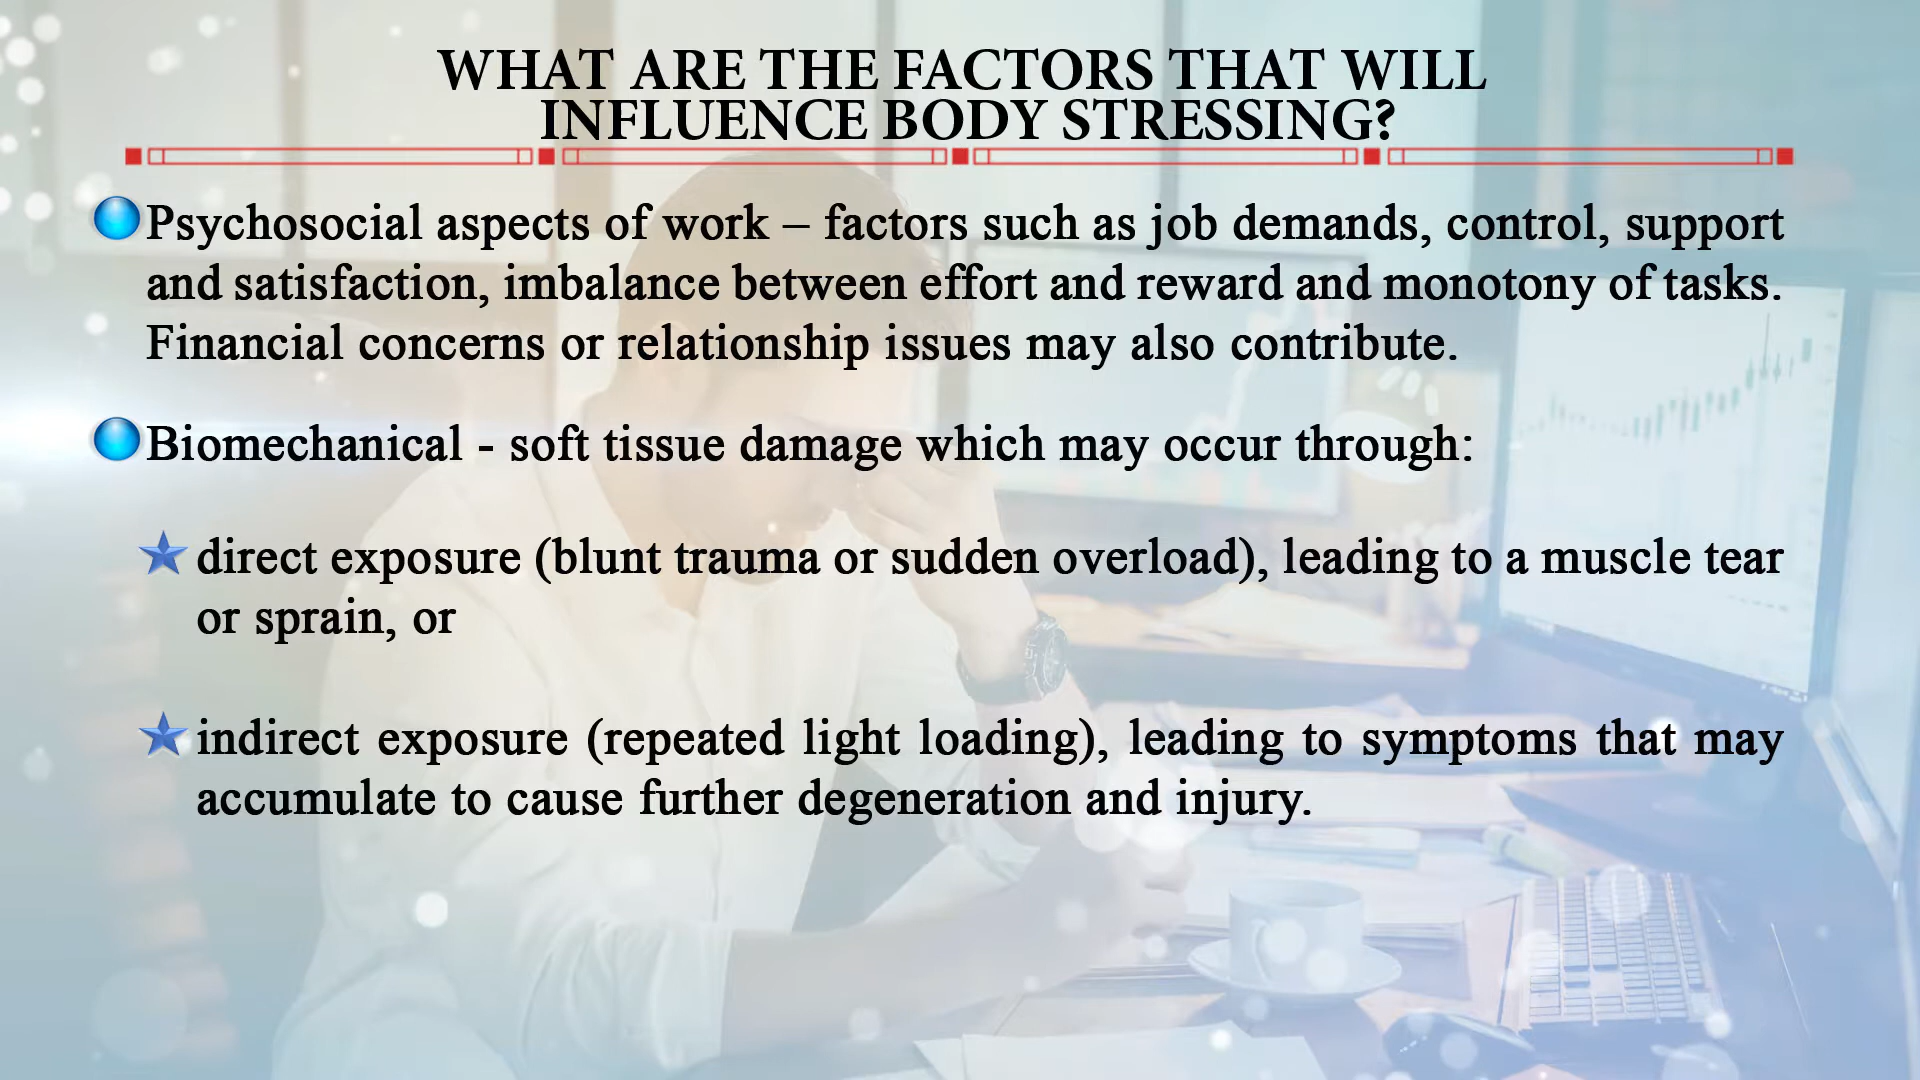 WHAT ARE THE FACTORS THAT WILL
INFLUENCE BODY STRESSING?
Psychosocial aspects of work – factors such as job demands, control, support
and satisfaction, imbalance between effort and reward and monotony of tasks.
Financial concerns or relationship issues may also contribute.
Biomechanical - soft tissue damage which may occur through:
direct exposure (blunt trauma or sudden overload), leading to a muscle tear
or sprain, or
indirect exposure (repeated light loading), leading to symptoms that may
accumulate to cause further degeneration and injury.